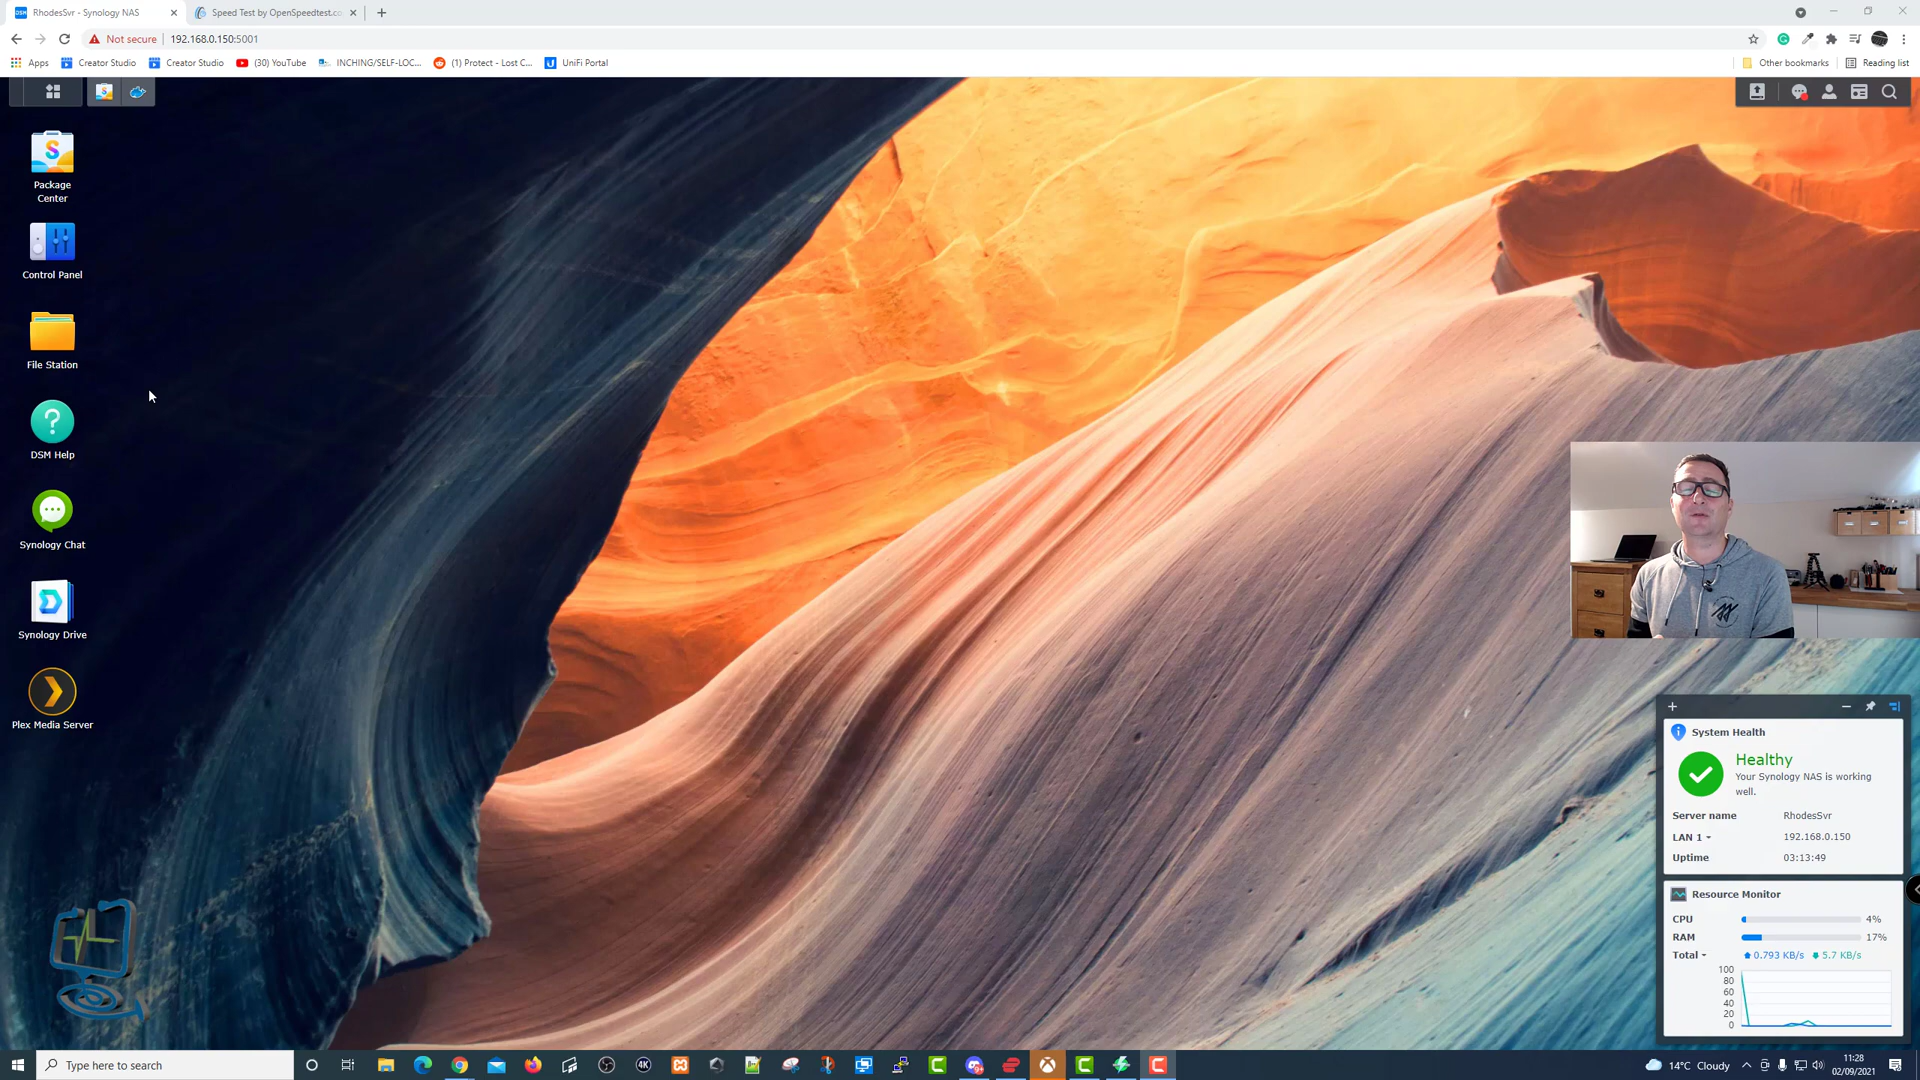 RhodesSvr - Synology NAS
Speed Test by OpenSpeedtest.co
Not secure
192.168.0.150:5001
Apps
Creator Studio
Creator Studio
(30) YouTube
INCHING/SELF-LOC...
(1) Protect - Lost C...
UniFi Portal
Other bookmarks
Reading list
Package
Center
Control Panel
File Station
DSM Help
Synology Chat
Synology Drive
Plex Media Server
System Health
Healthy
Your Synology NAS is working
well.
Server name RhodesSvr
LAN 1 192.168.0.150
Uptime 03:13:49
Resource Monitor
CPU 4%
RAM 17%
Total 0.793 KB/s 5.7 KB/s
100
80
60
40
20
0
Type here to search
4K
14°C Cloudy
11:28
02/09/2021